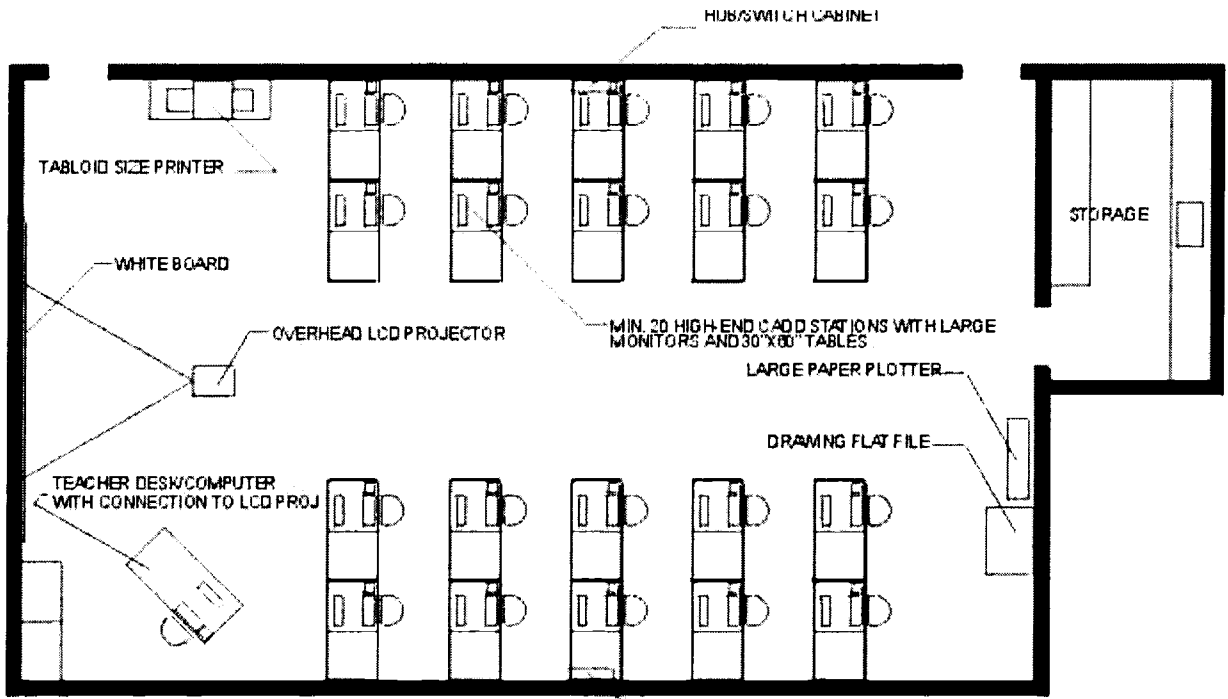 HUB/SWITCH CABINET
TABLOID SIZE PRINTER
STORAGE
WHITE BOARD
OVERHEAD LCD PROJECTOR
MIN. 20 HIGH-END CADD STATIONS WITH LARGE
MONITORS AND 30"X60" TABLES
LARGE PAPER PLOTTER
DRAWING FLAT FILE
TEACHER DESK/COMPUTER
WITH CONNECTION TO LCD PROJ